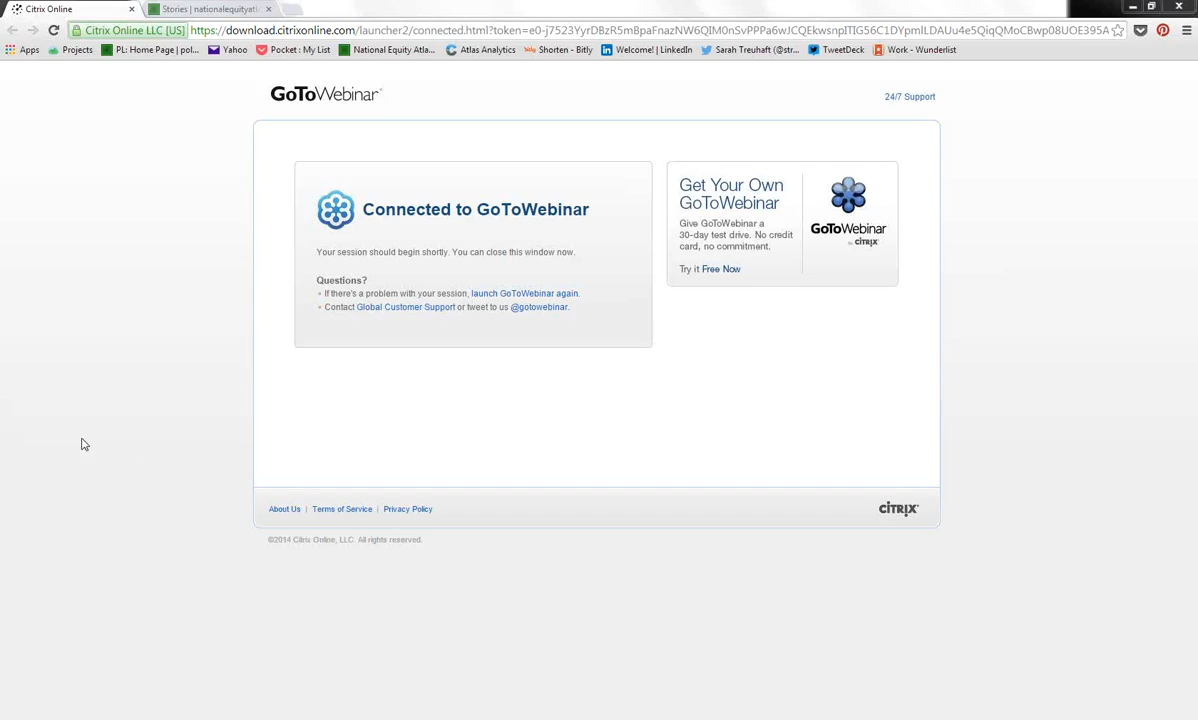 Citrix Online
Stories | nationalequityatl
Citrix Online LLC [US]
https://download.citrixonline.com/launcher2/connected.html?token=
Apps
Projects
PL: Home Page | pol...
Yahoo
Pocket : My List
National Equity Atla...
Atlas Analytics
Shorten - Bitly
Welcome! | LinkedIn
Sarah Treuhaft (@str...
TweetDeck
Work - Wunderlist
GoToWebinar
24/7 Support
Connected to GoToWebinar
Your session should begin shortly. You can close this window now.
Questions?
If there's a problem with your session, launch GoToWebinar again.
Contact Global Customer Support or tweet to us @gotowebinar.
Get Your Own
GoToWebinar
Give GoToWebinar a
30-day test drive. No credit
card, no commitment.
Try it Free Now
GoToWebinar
by CITRIX
About Us | Terms of Service | Privacy Policy
CITRIX
©2014 Citrix Online, LLC. All rights reserved.